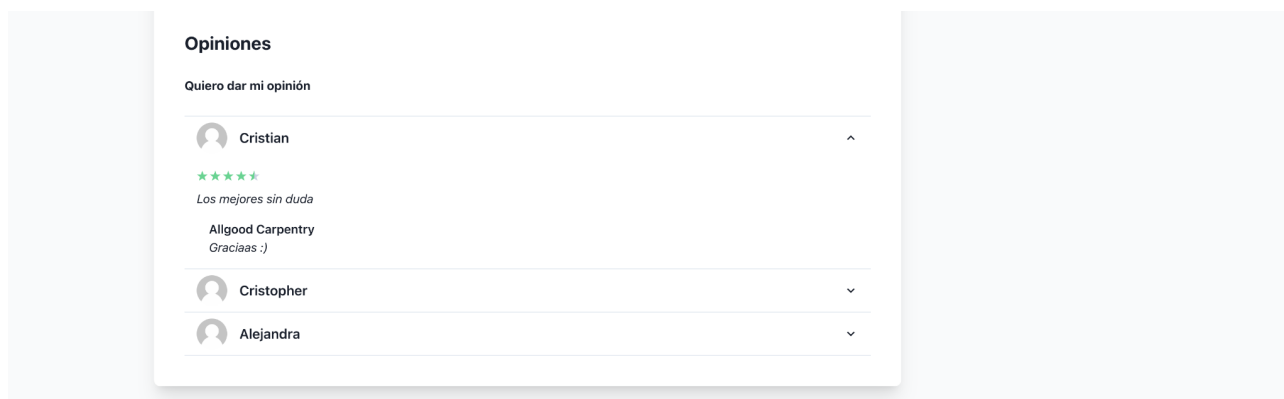 Opiniones
Quiero dar mi opinión
Cristian
Los mejores sin duda
Allgood Carpentry
Graciaas :)
Cristopher
Alejandra